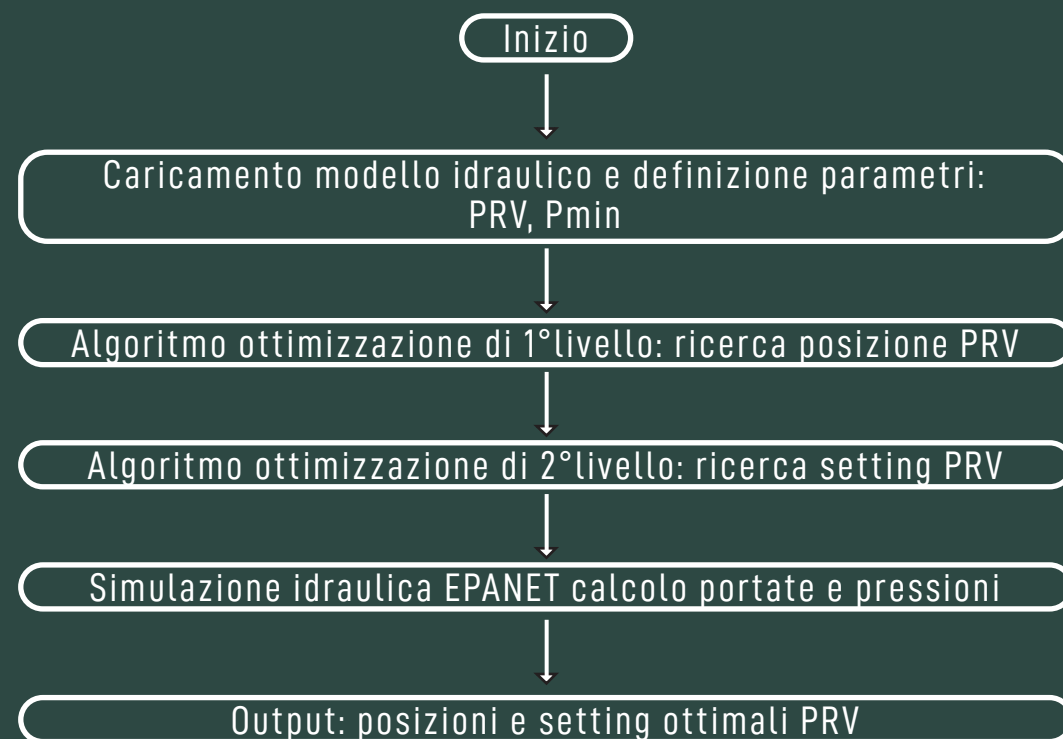 Inizio
Caricamento modello idraulico e definizione parametri:
PRV, Pmin
Algoritmo ottimizzazione di 1°livello: ricerca posizione PRV
Algoritmo ottimizzazione di 2°livello: ricerca setting PRV
Simulazione idraulica EPANET calcolo portate e pressioni
Output: posizioni e setting ottimali PRV